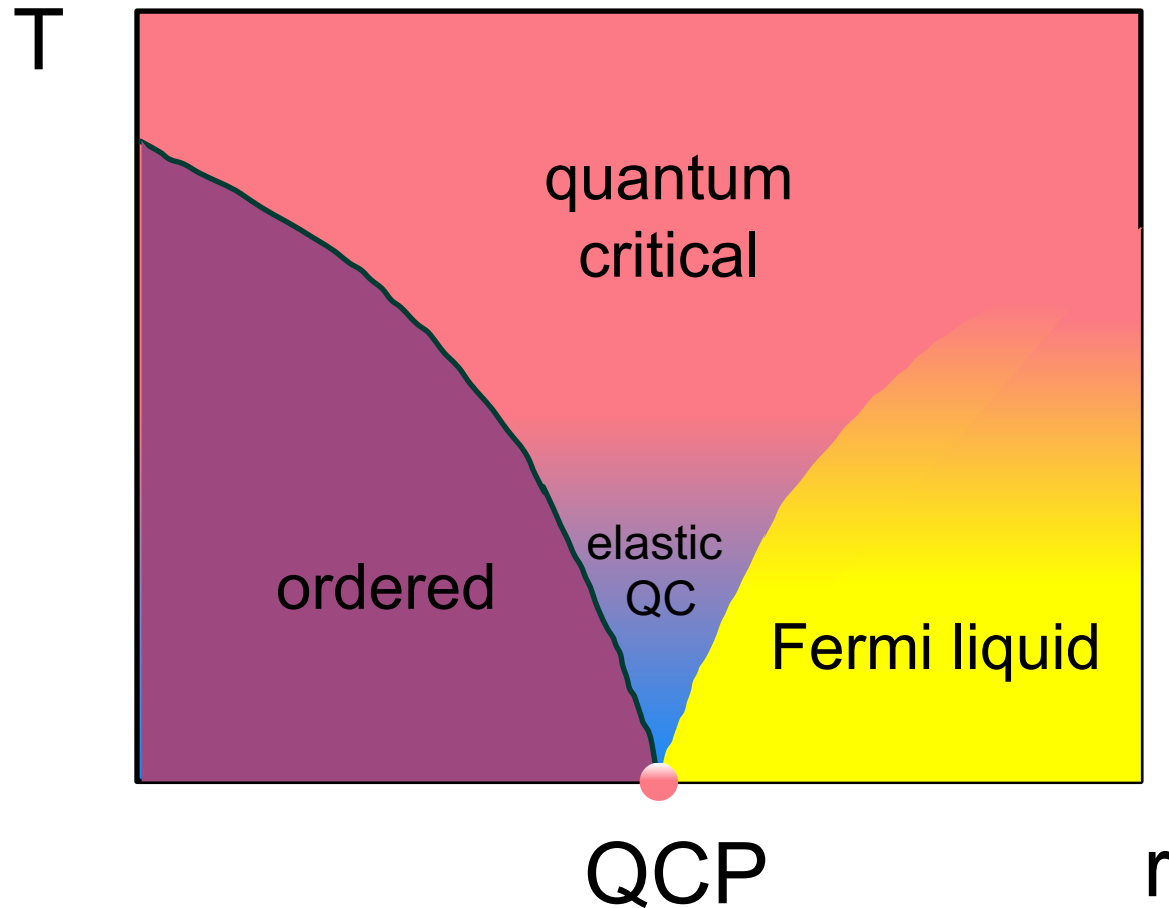 T
quantum
critical
elastic
QC
ordered
Fermi liquid
QCP
r